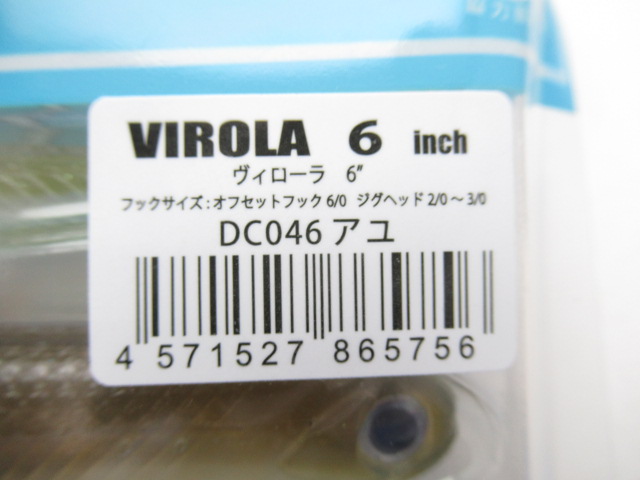 VIROLA 6 inch
ヴィローラ 6″
フックサイズ：オフセットフック 6/0 ジグヘッド 2/0～3/0
DC046 アユ
4 571527 865756